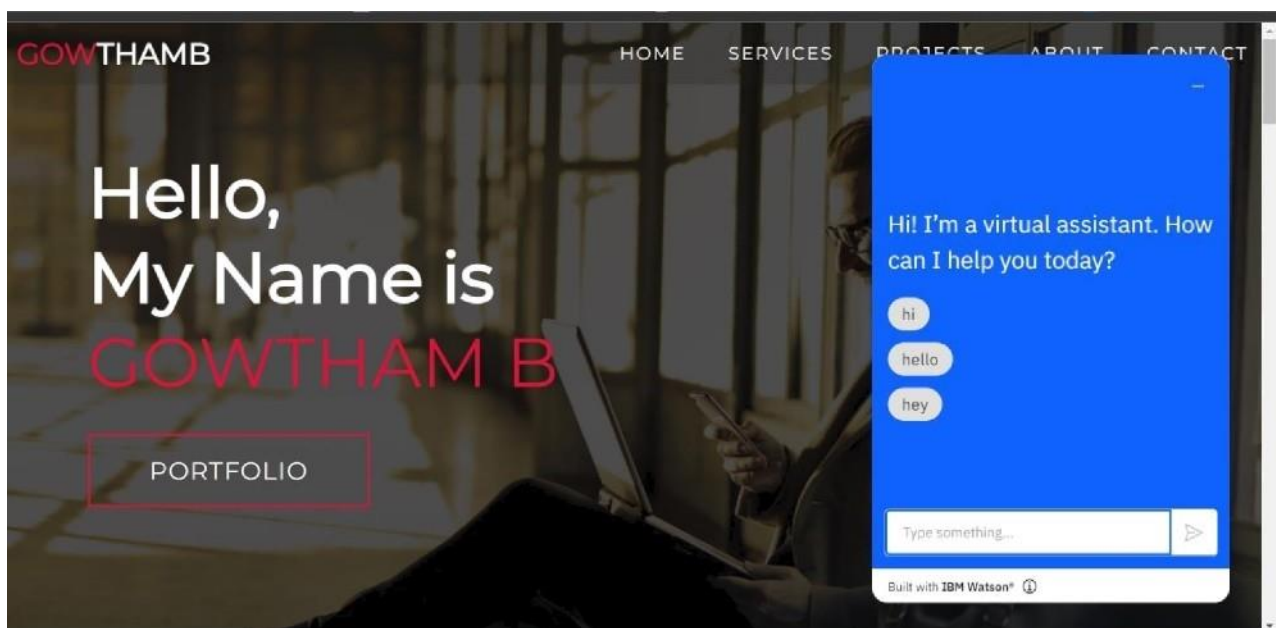 GOWTHAMB
HOME SERVICES PROJECTS ABOUT CONTACT
Hello,
My Name is
GOWTHAM B
PORTFOLIO
Hi! I'm a virtual assistant. How
can I help you today?
hi
hello
hey
Type something...
Built with IBM Watson®